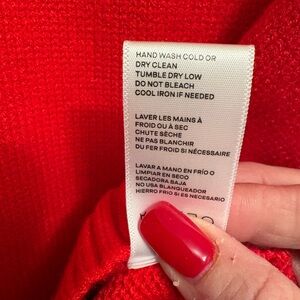 HAND WASH COLD OR
DRY CLEAN
TUMBLE DRY LOW
DO NOT BLEACH
COOL IRON IF NEEDED
LAVER LES MAINS À
FROID OU À SEC
CHUTE SÈCHE
NE PAS BLANCHIR
DU FER FROID SI NÉCESSAIRE
LAVAR A MANO EN FRÍO O
LIMPIAR EN SECO
SECADORA BAJA
NO USA BLANQUEADOR
HIERRO FRIO SI ES NECESARIO